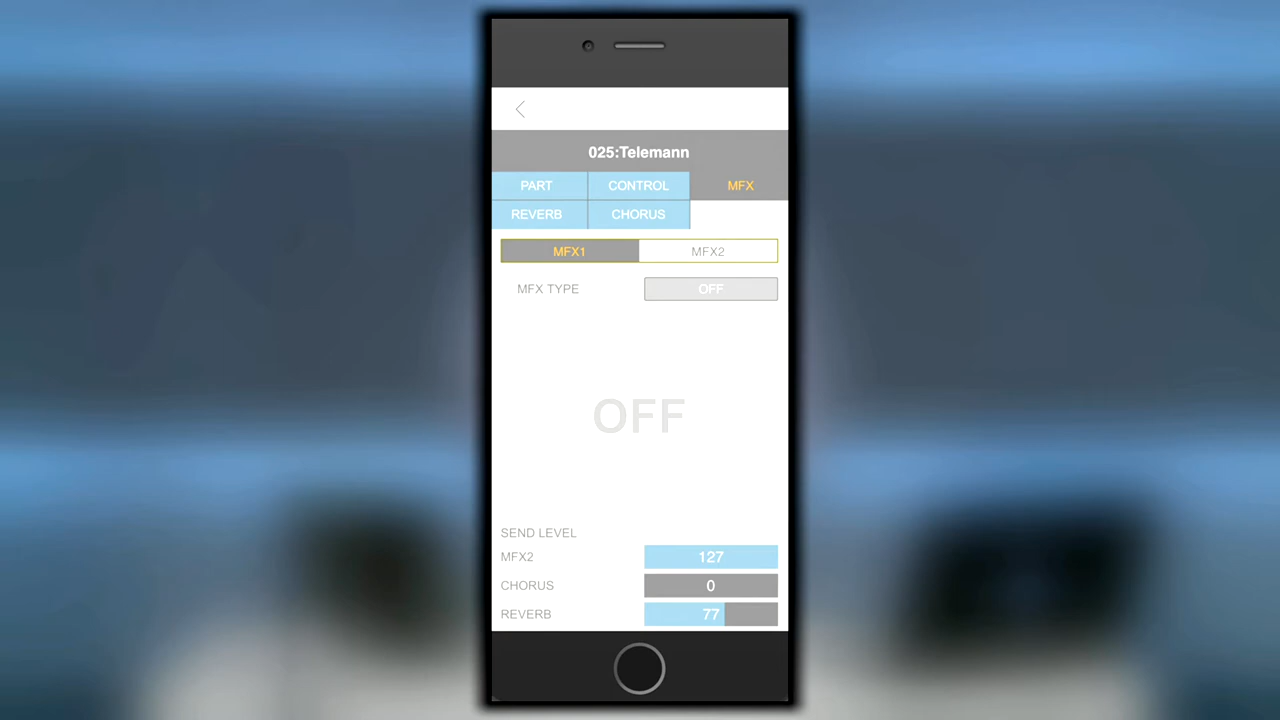 025:Telemann
PART CONTROL MFX
REVERB CHORUS
MFX1 MFX2
MFX TYPE OFF
OFF
SEND LEVEL
MFX2 127
CHORUS 0
REVERB 77